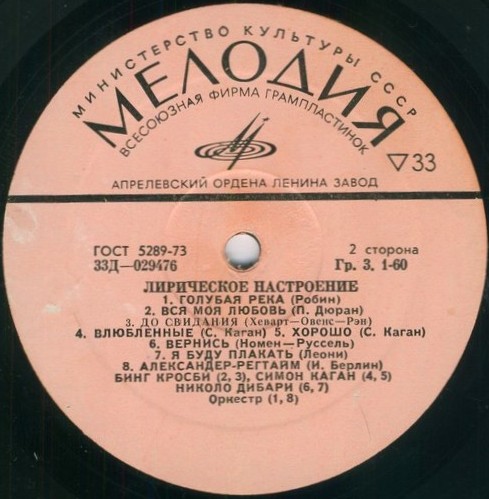 МИНИСТЕРСТВО КУЛЬТУРЫ СССР
МЕЛОДИЯ
ВСЕСОЮЗНАЯ ФИРМА ГРАМПЛАСТИНОК
▽33
АПРЕЛЕВСКИЙ ОРДЕНА ЛЕНИНА ЗАВОД
ГОСТ 5289-73
33Д—029476
2 сторона
Гр. 3. 1-60
ЛИРИЧЕСКОЕ НАСТРОЕНИЕ
1. ГОЛУБАЯ РЕКА (Робин)
2. ВСЯ МОЯ ЛЮБОВЬ (П. Дюран)
3. ДО СВИДАНИЯ (Хеварт—Овенс—Рэн)
4. ВЛЮБЛЕННЫЕ (С. Каган) 5. ХОРОШО (С. Каган)
6. ВЕРНИСЬ (Номен—Руссель)
7. Я БУДУ ПЛАКАТЬ (Леони)
8. АЛЕКСАНДЕР-РЕГТАЙМ (И. Берлин)
БИНГ КРОСБИ (2, 3), СИМОН КАГАН (4, 5)
НИКОЛО ДИБАРИ (6, 7)
Оркестр (1, 8)